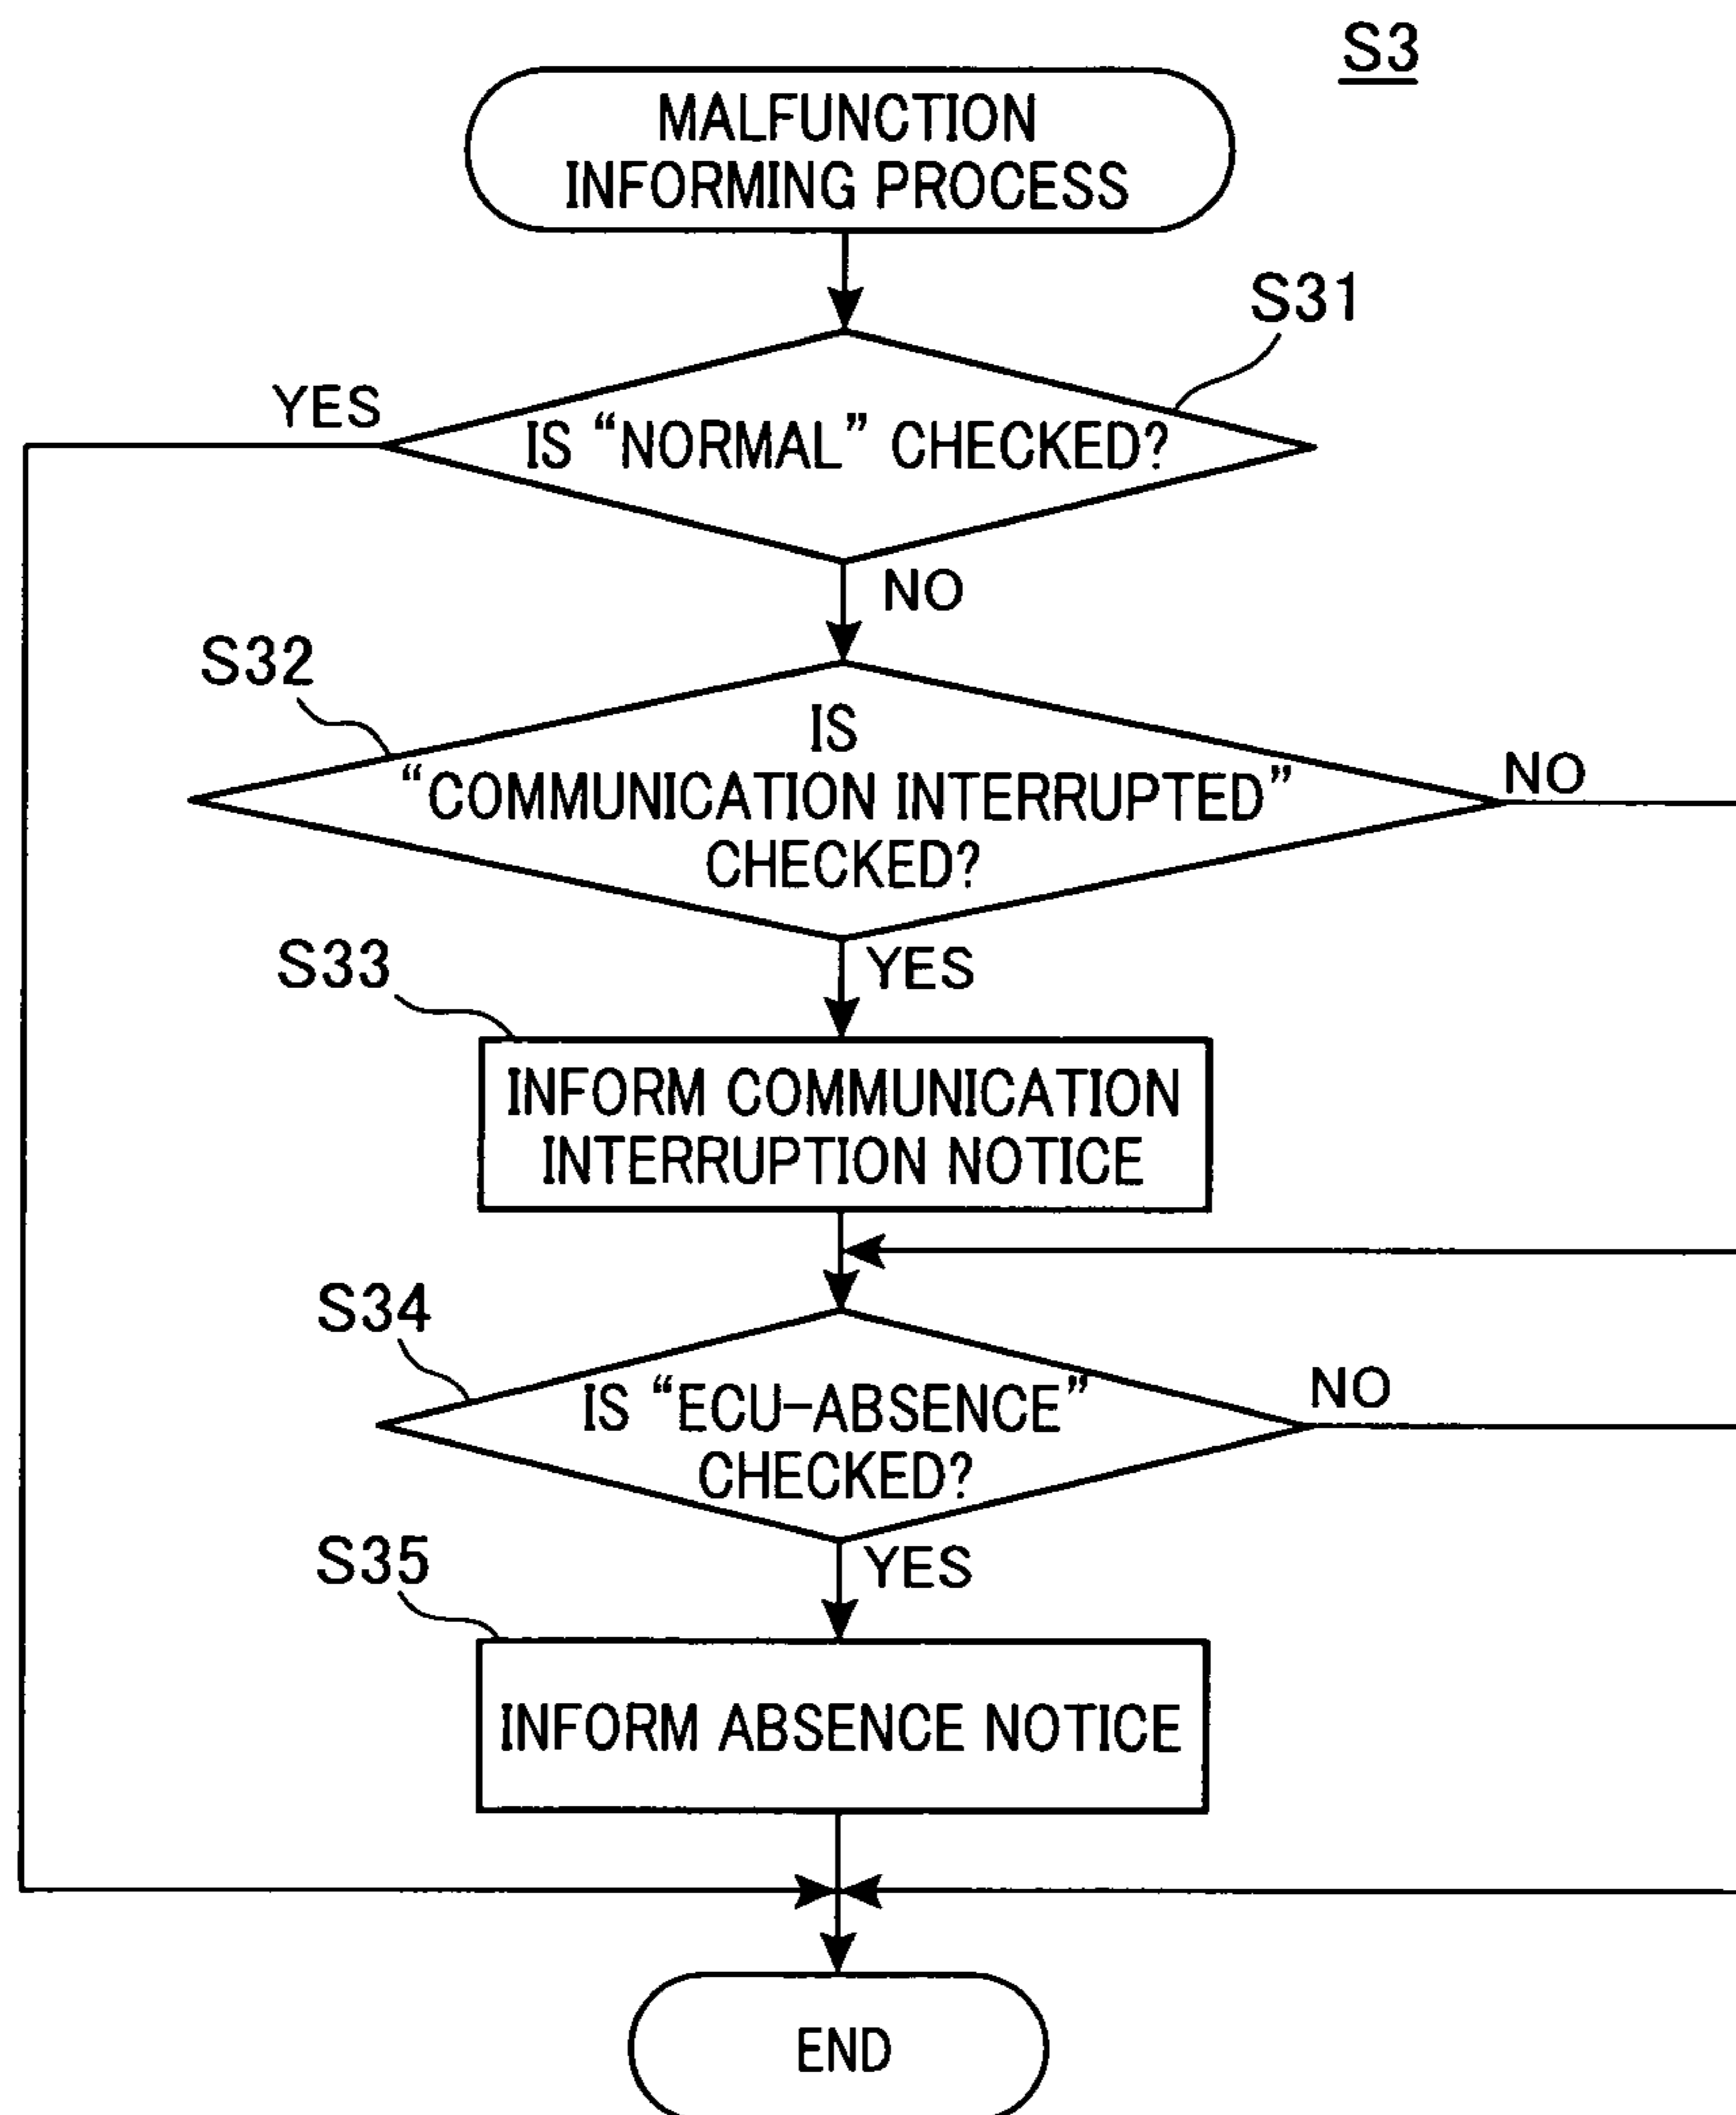 S3
MALFUNCTION
INFORMING PROCESS
S31
YES
IS “NORMAL” CHECKED?
NO
S32
IS
“COMMUNICATION INTERRUPTED”
CHECKED?
NO
YES
S33
INFORM COMMUNICATION
INTERRUPTION NOTICE
S34
IS “ECU-ABSENCE”
CHECKED?
NO
YES
S35
INFORM ABSENCE NOTICE
END